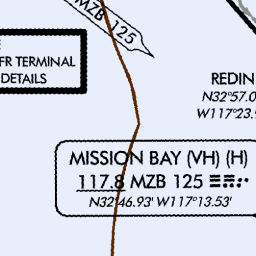 MZB 125
FR TERMINAL
DETAILS
REDIN
N32°57.0
W117°23.9
MISSION BAY (VH) (H)
117.8 MZB 125
N32°46.93' W117°13.53'